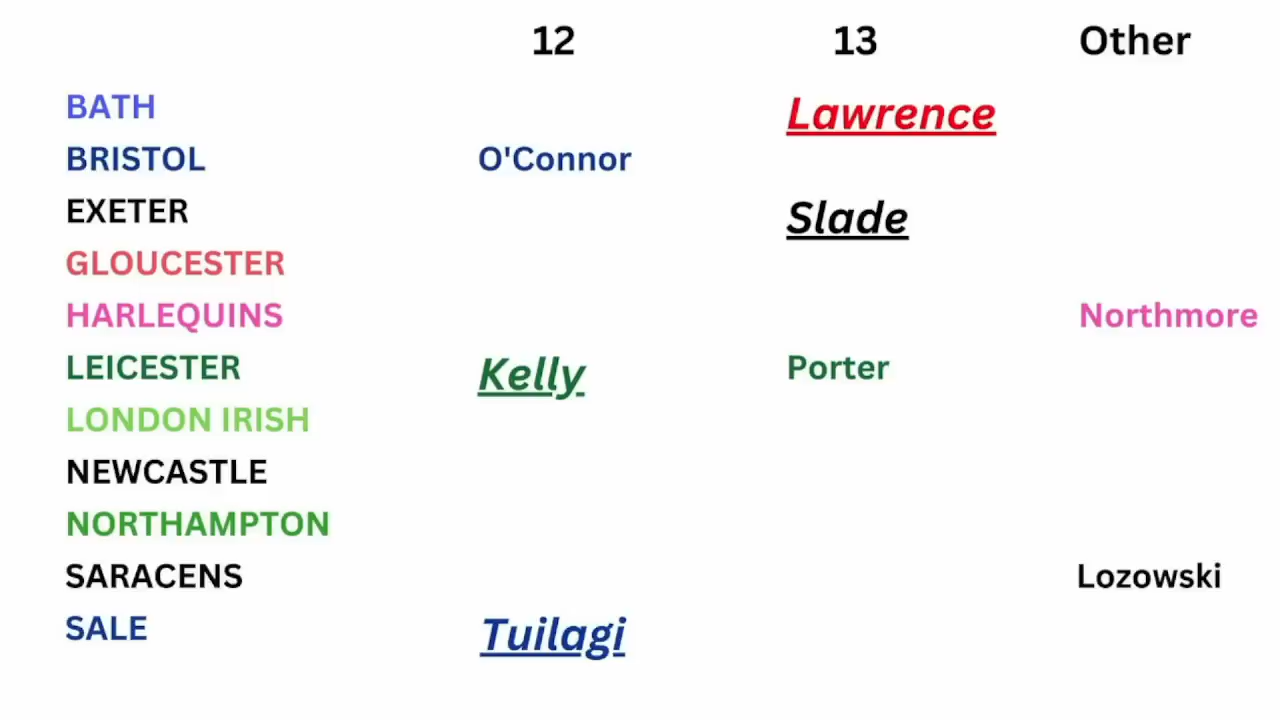 12 13 Other
BATH Lawrence
BRISTOL O'Connor
EXETER Slade
GLOUCESTER
HARLEQUINS Northmore
LEICESTER Kelly Porter
LONDON IRISH
NEWCASTLE
NORTHAMPTON
SARACENS Lozowski
SALE Tuilagi